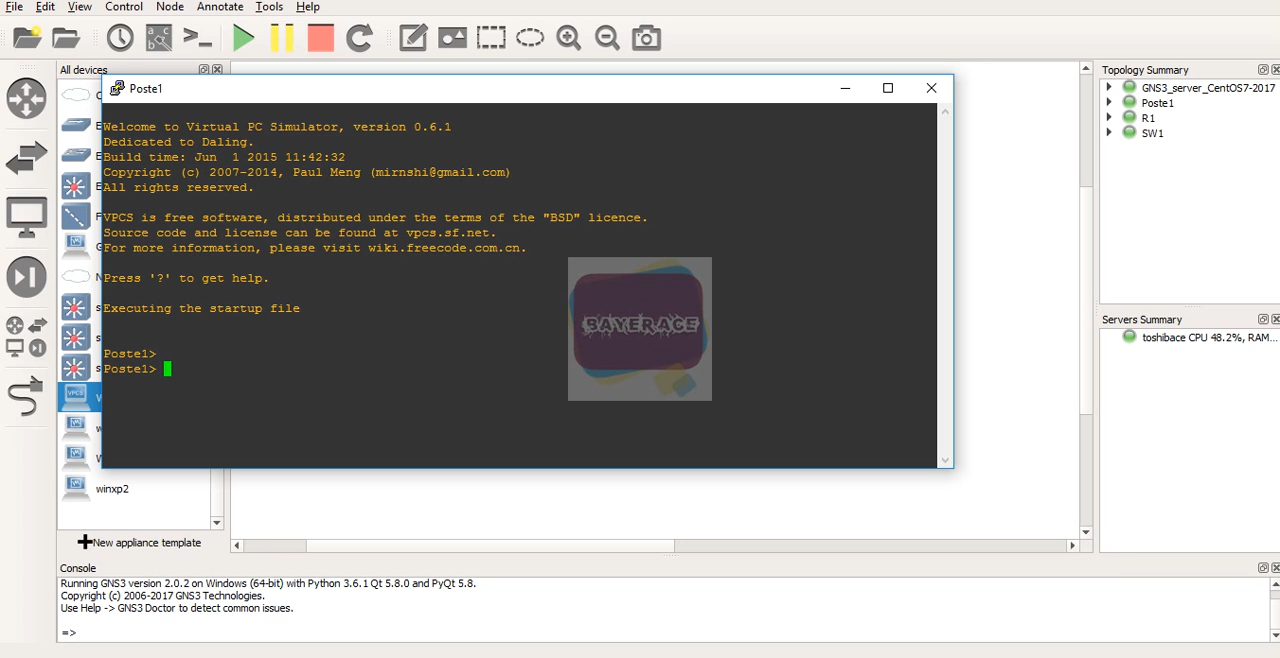 File Edit View Control Node Annotate Tools Help
All devices
Poste1
Welcome to Virtual PC Simulator, version 0.6.1
Dedicated to Daling.
Build time: Jun 1 2015 11:42:32
Copyright (c) 2007-2014, Paul Meng (mirnshi@gmail.com)
All rights reserved.
VPCS is free software, distributed under the terms of the "BSD" licence.
Source code and license can be found at vpcs.sf.net.
For more information, please visit wiki.freecode.com.cn.
Press '?' to get help.
Executing the startup file
Poste1>
Poste1>
BAYERACE
VPCS
winxp2
New appliance template
Topology Summary
GNS3_server_CentOS7-2017
Poste1
R1
SW1
Servers Summary
toshibace CPU 48.2%, RAM...
Console
Running GNS3 version 2.0.2 on Windows (64-bit) with Python 3.6.1 Qt 5.8.0 and PyQt 5.8.
Copyright (c) 2006-2017 GNS3 Technologies.
Use Help -> GNS3 Doctor to detect common issues.
=>